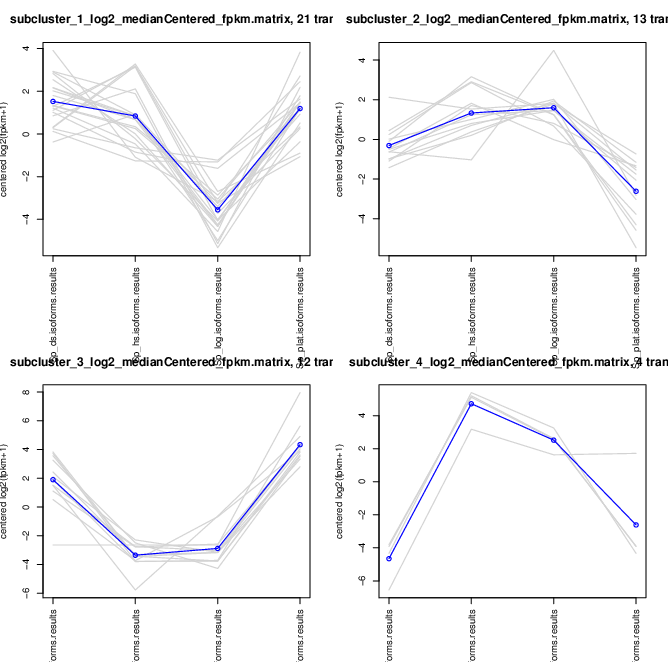 subcluster_1_log2_medianCentered_fpkm.matrix, 21 tran
centered log2(fpkm+1)
4
2
0
−2
−4
ds.isoforms.results
hs.isoforms.results
log.isoforms.results
plat.isoforms.results
subcluster_2_log2_medianCentered_fpkm.matrix, 13 tran
centered log2(fpkm+1)
4
2
0
−2
−4
ds.isoforms.results
hs.isoforms.results
log.isoforms.results
plat.isoforms.results
subcluster_3_log2_medianCentered_fpkm.matrix, 12 tran
centered log2(fpkm+1)
8
6
4
2
0
−2
−4
−6
orms.results
orms.results
orms.results
orms.results
subcluster_4_log2_medianCentered_fpkm.matrix, 4 tran
centered log2(fpkm+1)
4
2
0
−2
−4
−6
orms.results
orms.results
orms.results
orms.results